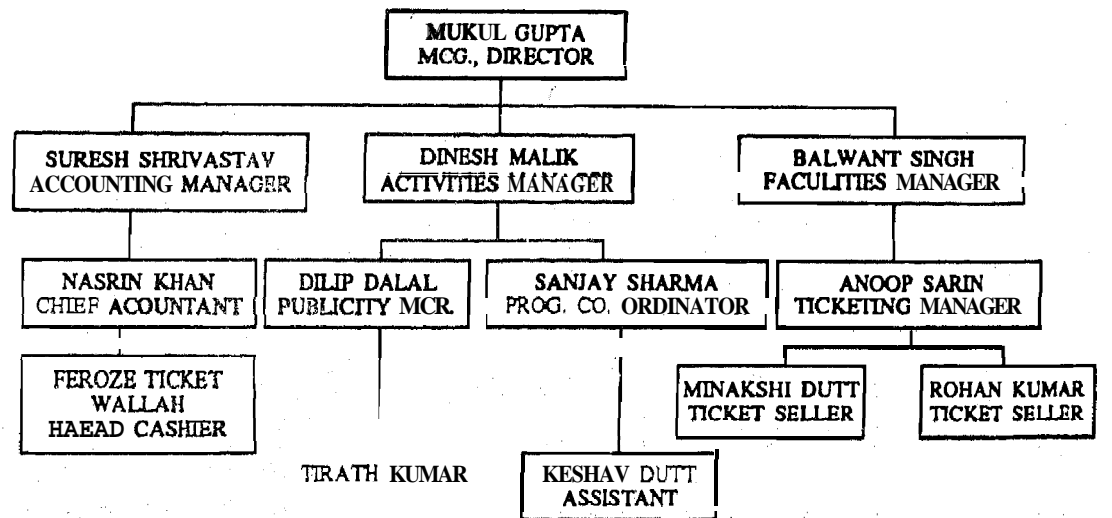 MUKUL GUPTA
MCG., DIRECTOR
SURESH SHRIVASTAV
ACCOUNTING MANAGER
DINESH MALIK
ACTIVITIES MANAGER
BALWANT SINGH
FACULITIES MANAGER
NASRIN KHAN
CHIEF ACOUNTANT
DILIP DALAL
PUBLICITY MCR.
SANJAY SHARMA
PROG. CO. ORDINATOR
ANOOP SARIN
TICKETING MANAGER
FEROZE TICKET
WALLAH
HAEAD CASHIER
MINAKSHI DUTT
TICKET SELLER
ROHAN KUMAR
TICKET SELLER
TIRATH KUMAR
KESHAV DUTT
ASSISTANT